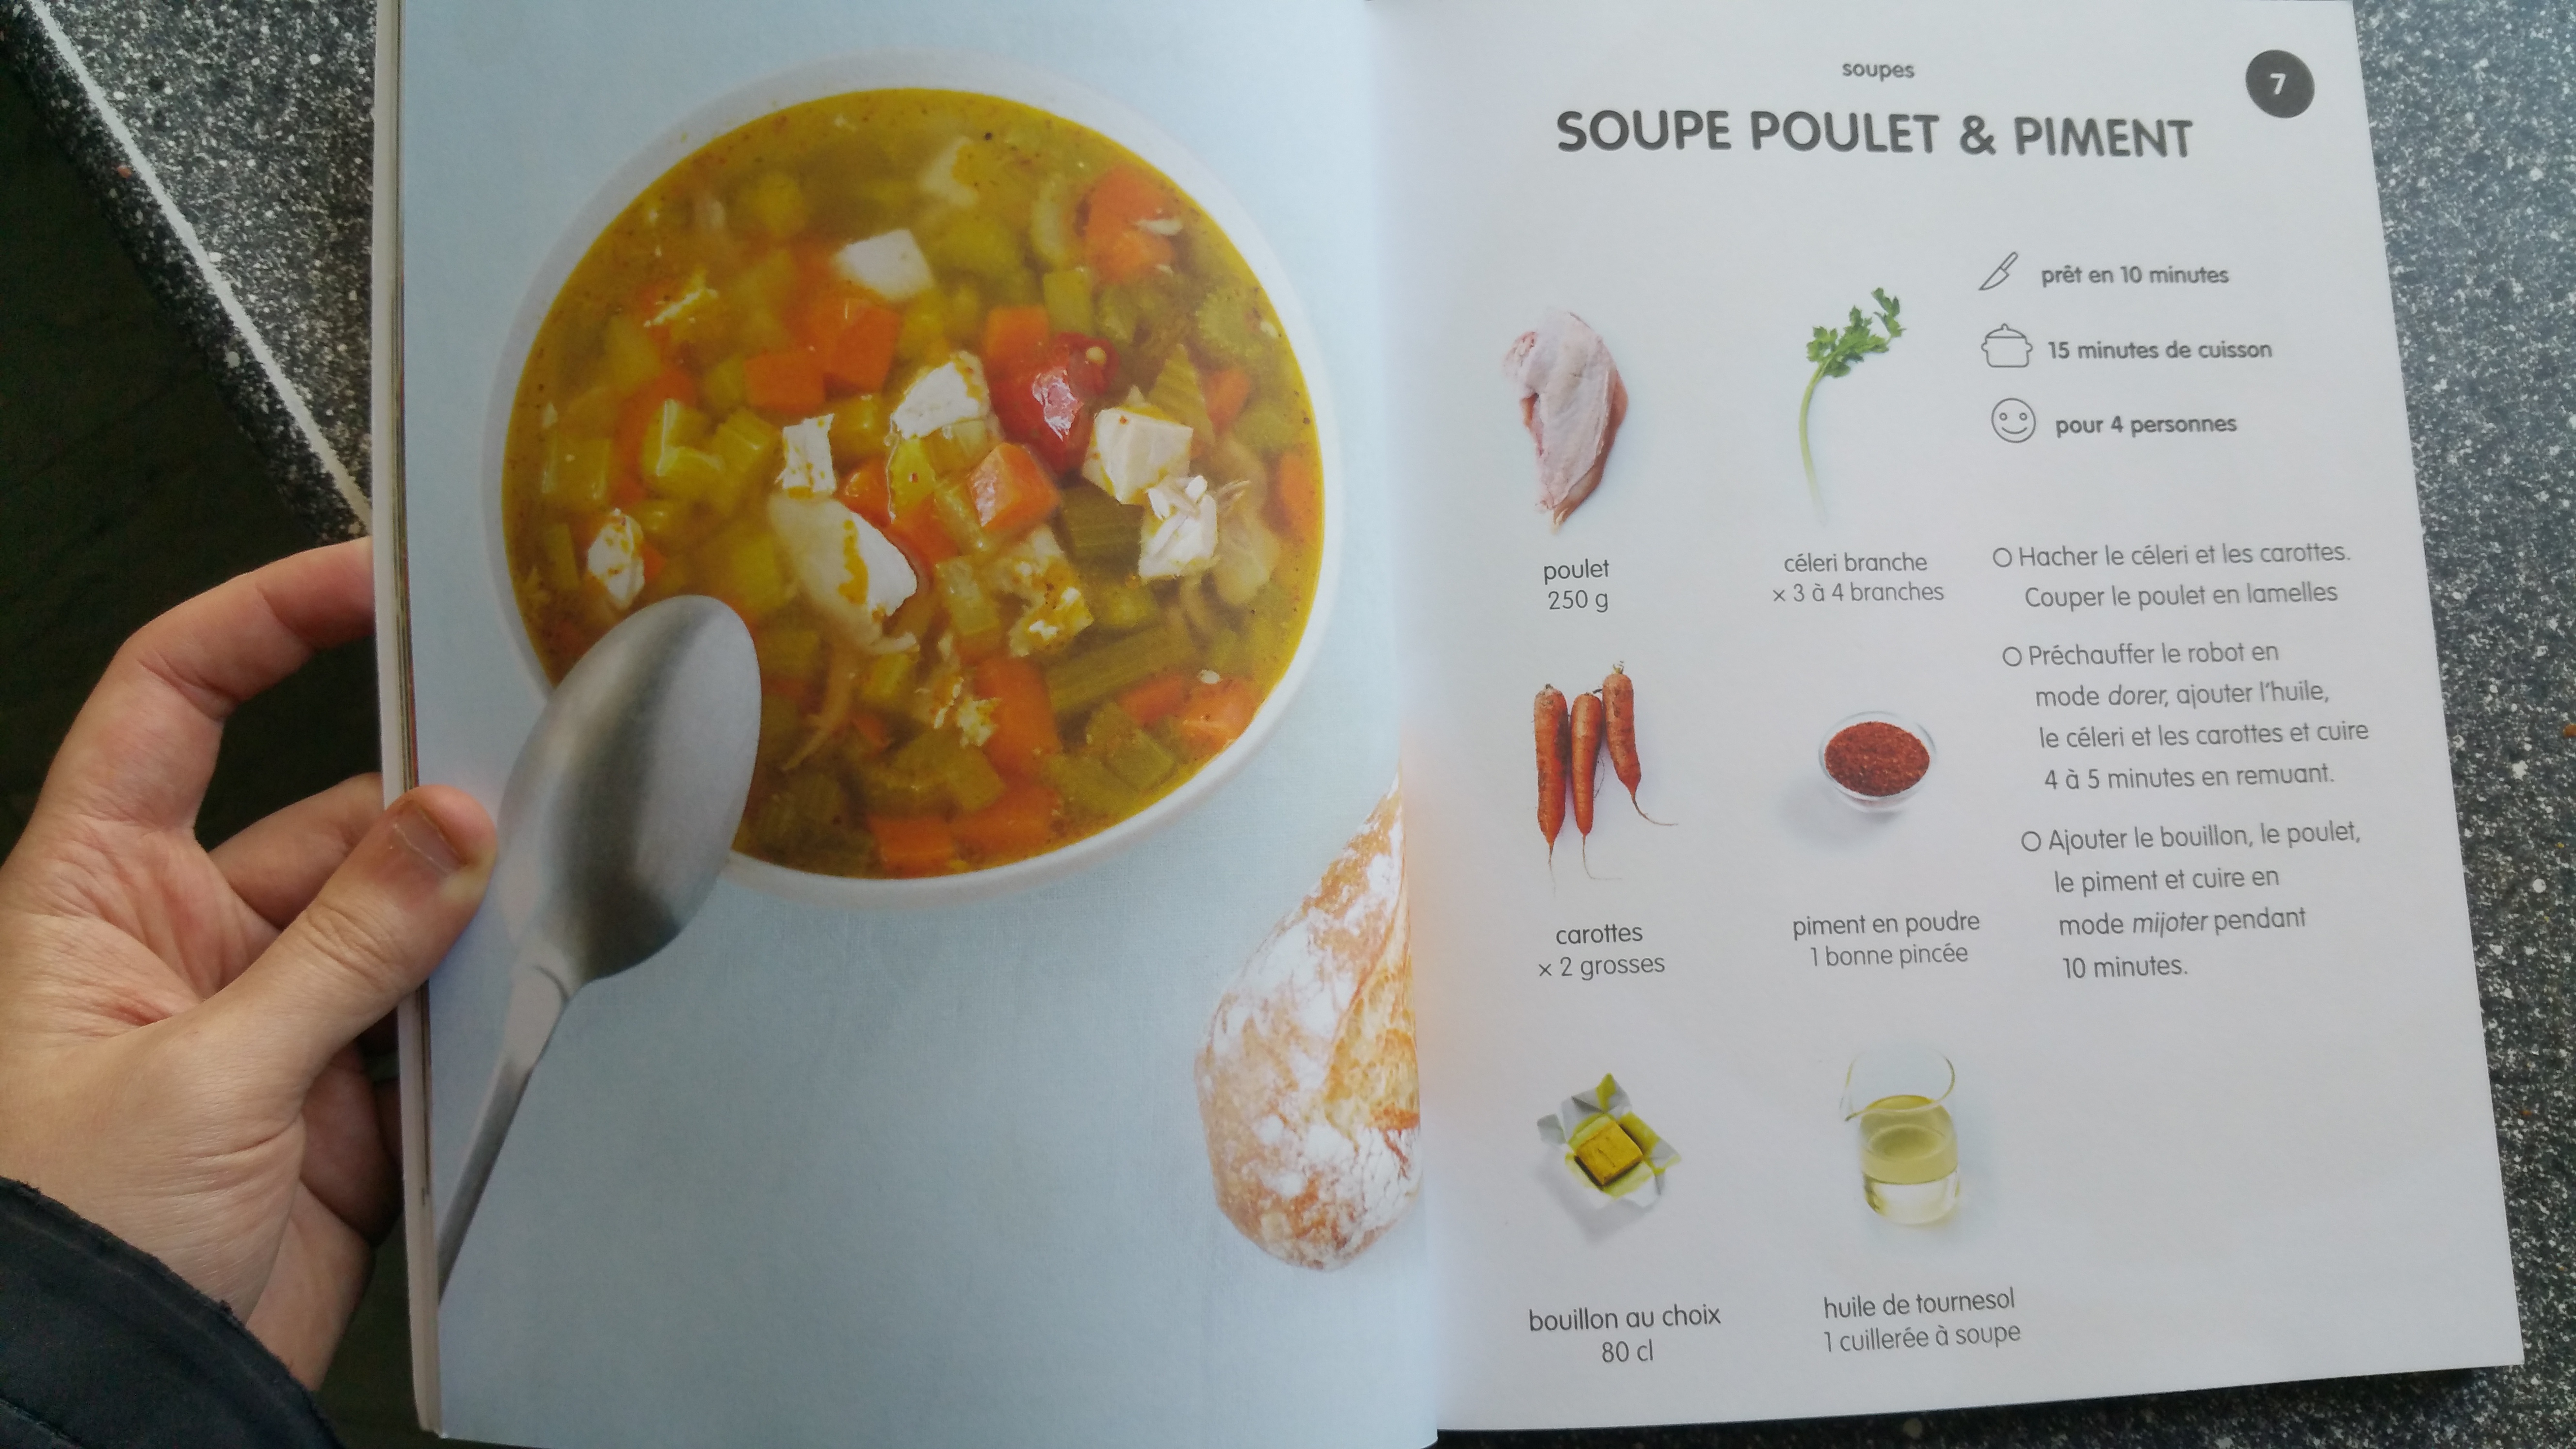 soupes
7
SOUPE POULET & PIMENT
poulet
250 g
céleri branche
× 3 à 4 branches
carottes
× 2 grosses
piment en poudre
1 bonne pincée
bouillon au choix
80 cl
huile de tournesol
1 cuillerée à soupe
prêt en 10 minutes
15 minutes de cuisson
pour 4 personnes
Hacher le céleri et les carottes.
Couper le poulet en lamelles
Préchauffer le robot en
mode dorer, ajouter l'huile,
le céleri et les carottes et cuire
4 à 5 minutes en remuant.
Ajouter le bouillon, le poulet,
le piment et cuire en
mode mijoter pendant
10 minutes.